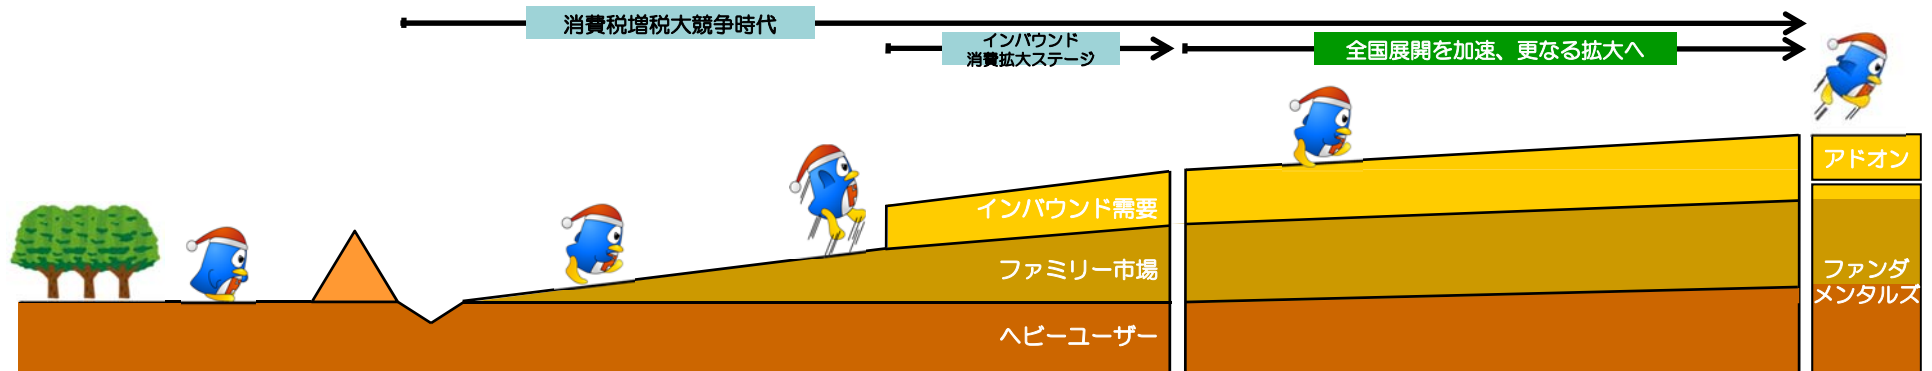 消費税増税大競争時代
インバウンド
消費拡大ステージ
全国展開を加速、更なる拡大へ
アドオン
インバウンド需要
ファミリー市場
ファンダ
メンタルズ
ヘビーユーザー